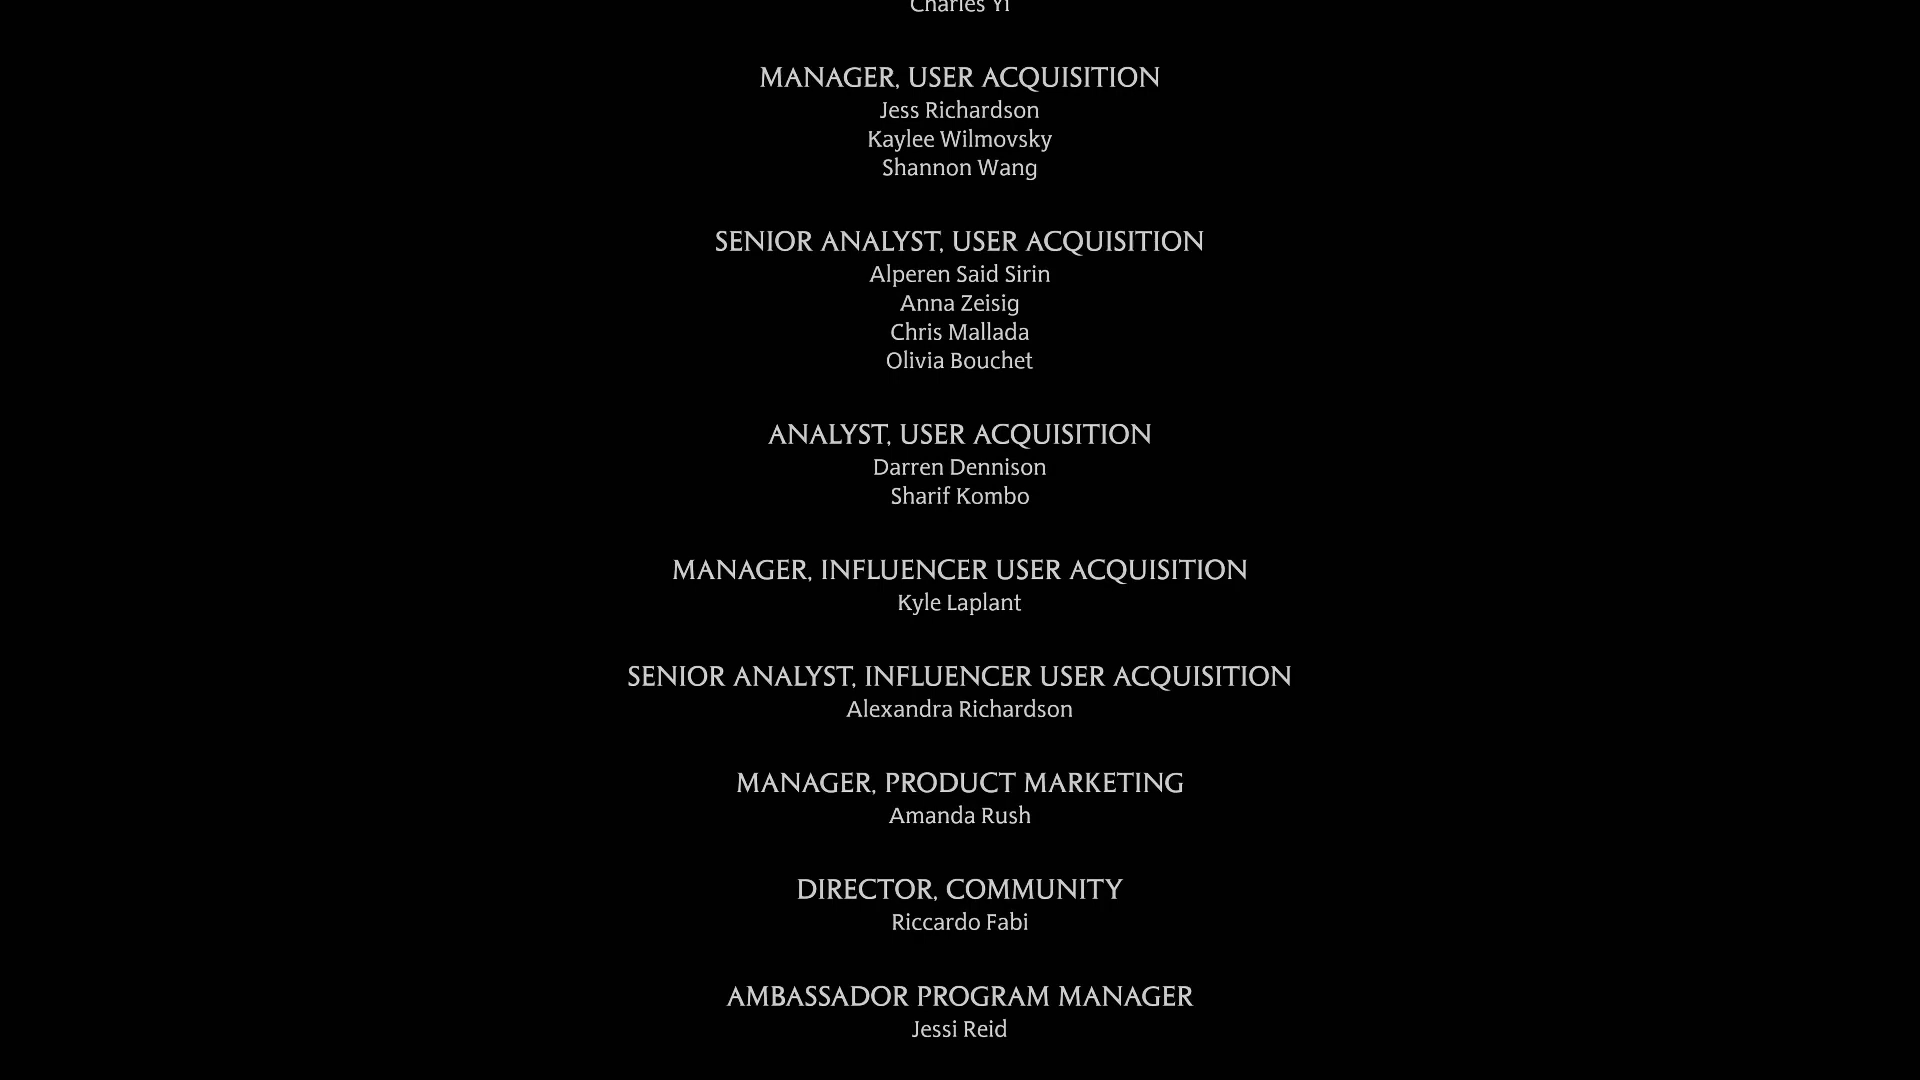 Charles Yi
MANAGER, USER ACQUISITION
Jess Richardson
Kaylee Wilmovsky
Shannon Wang
SENIOR ANALYST, USER ACQUISITION
Alperen Said Sirin
Anna Zeisig
Chris Mallada
Olivia Bouchet
ANALYST, USER ACQUISITION
Darren Dennison
Sharif Kombo
MANAGER, INFLUENCER USER ACQUISITION
Kyle Laplant
SENIOR ANALYST, INFLUENCER USER ACQUISITION
Alexandra Richardson
MANAGER, PRODUCT MARKETING
Amanda Rush
DIRECTOR, COMMUNITY
Riccardo Fabi
AMBASSADOR PROGRAM MANAGER
Jessi Reid